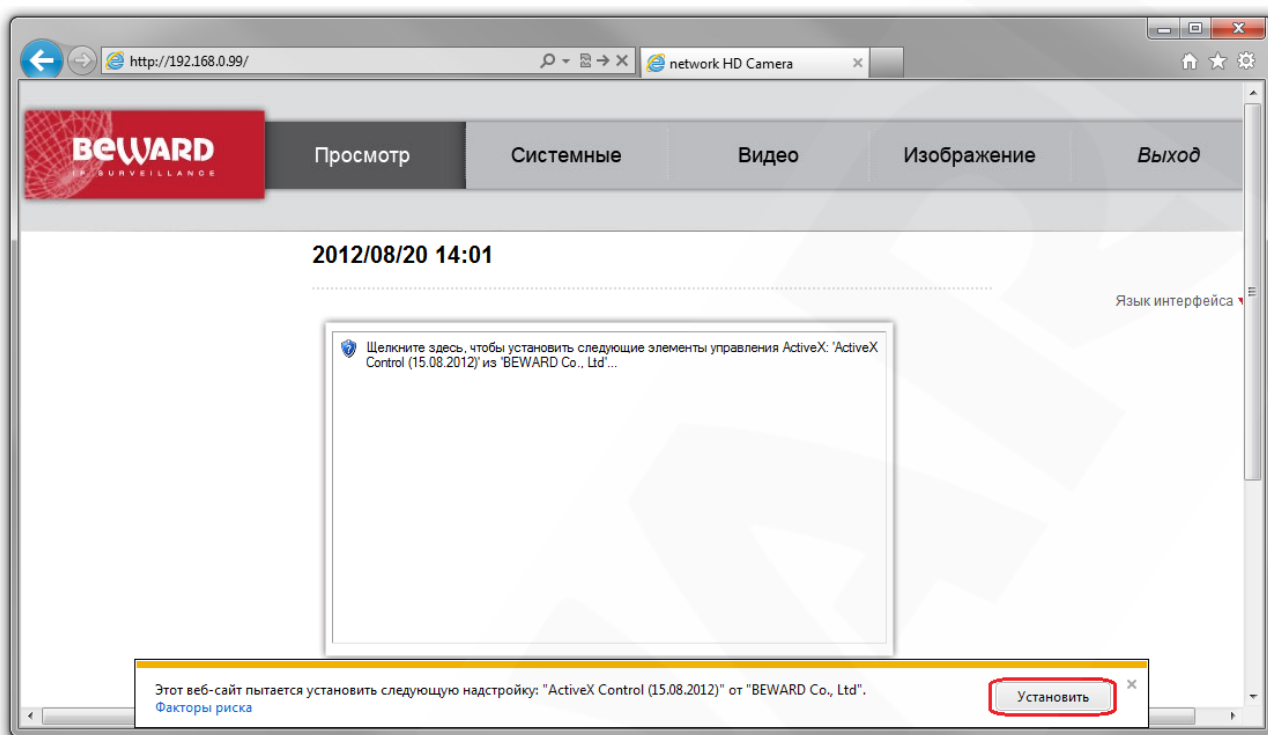 http://192.168.0.99/
network HD Camera
BEWARD
IP SURVEILLANCE
Просмотр
Системные
Видео
Изображение
Выход
2012/08/20 14:01
Язык интерфейса
Щелкните здесь, чтобы установить следующие элементы управления ActiveX: 'ActiveX
Control (15.08.2012)' из 'BEWARD Co., Ltd'...
Этот веб-сайт пытается установить следующую надстройку: "ActiveX Control (15.08.2012)" от "BEWARD Co., Ltd".
Факторы риска
Установить